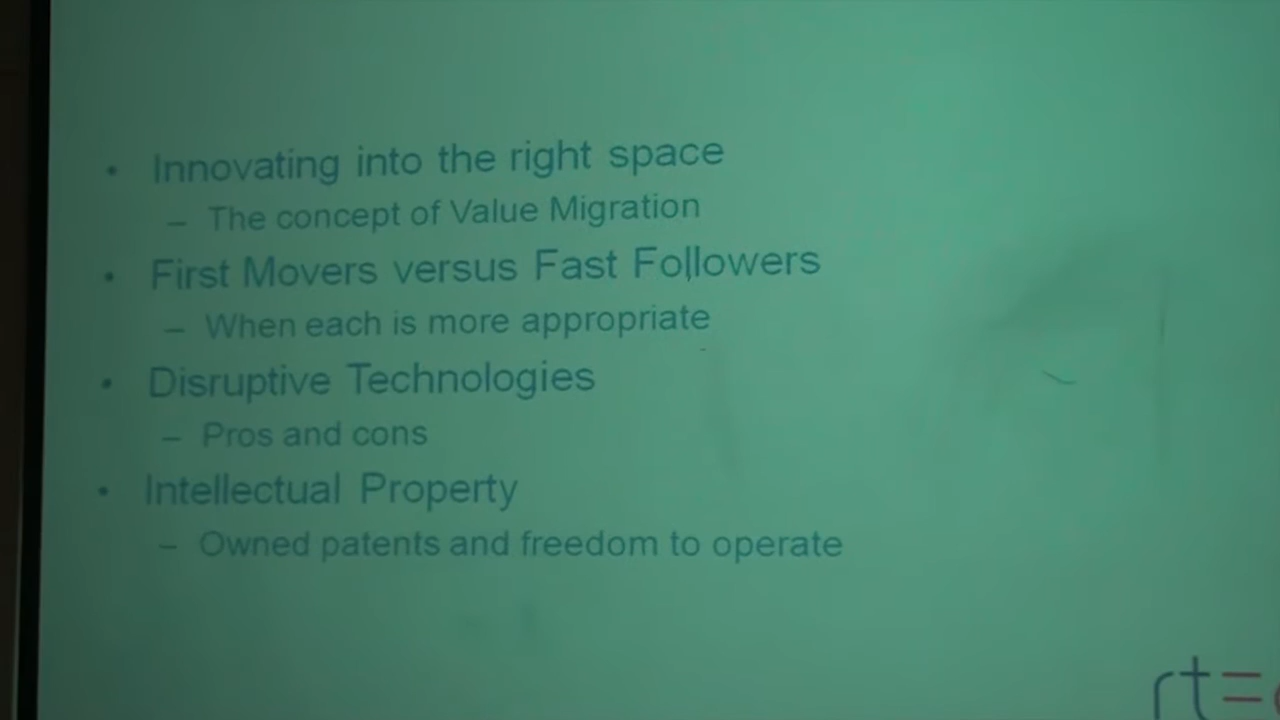 • Innovating into the right space
– The concept of Value Migration
• First Movers versus Fast Followers
– When each is more appropriate
• Disruptive Technologies
– Pros and cons
• Intellectual Property
– Owned patents and freedom to operate
rt=